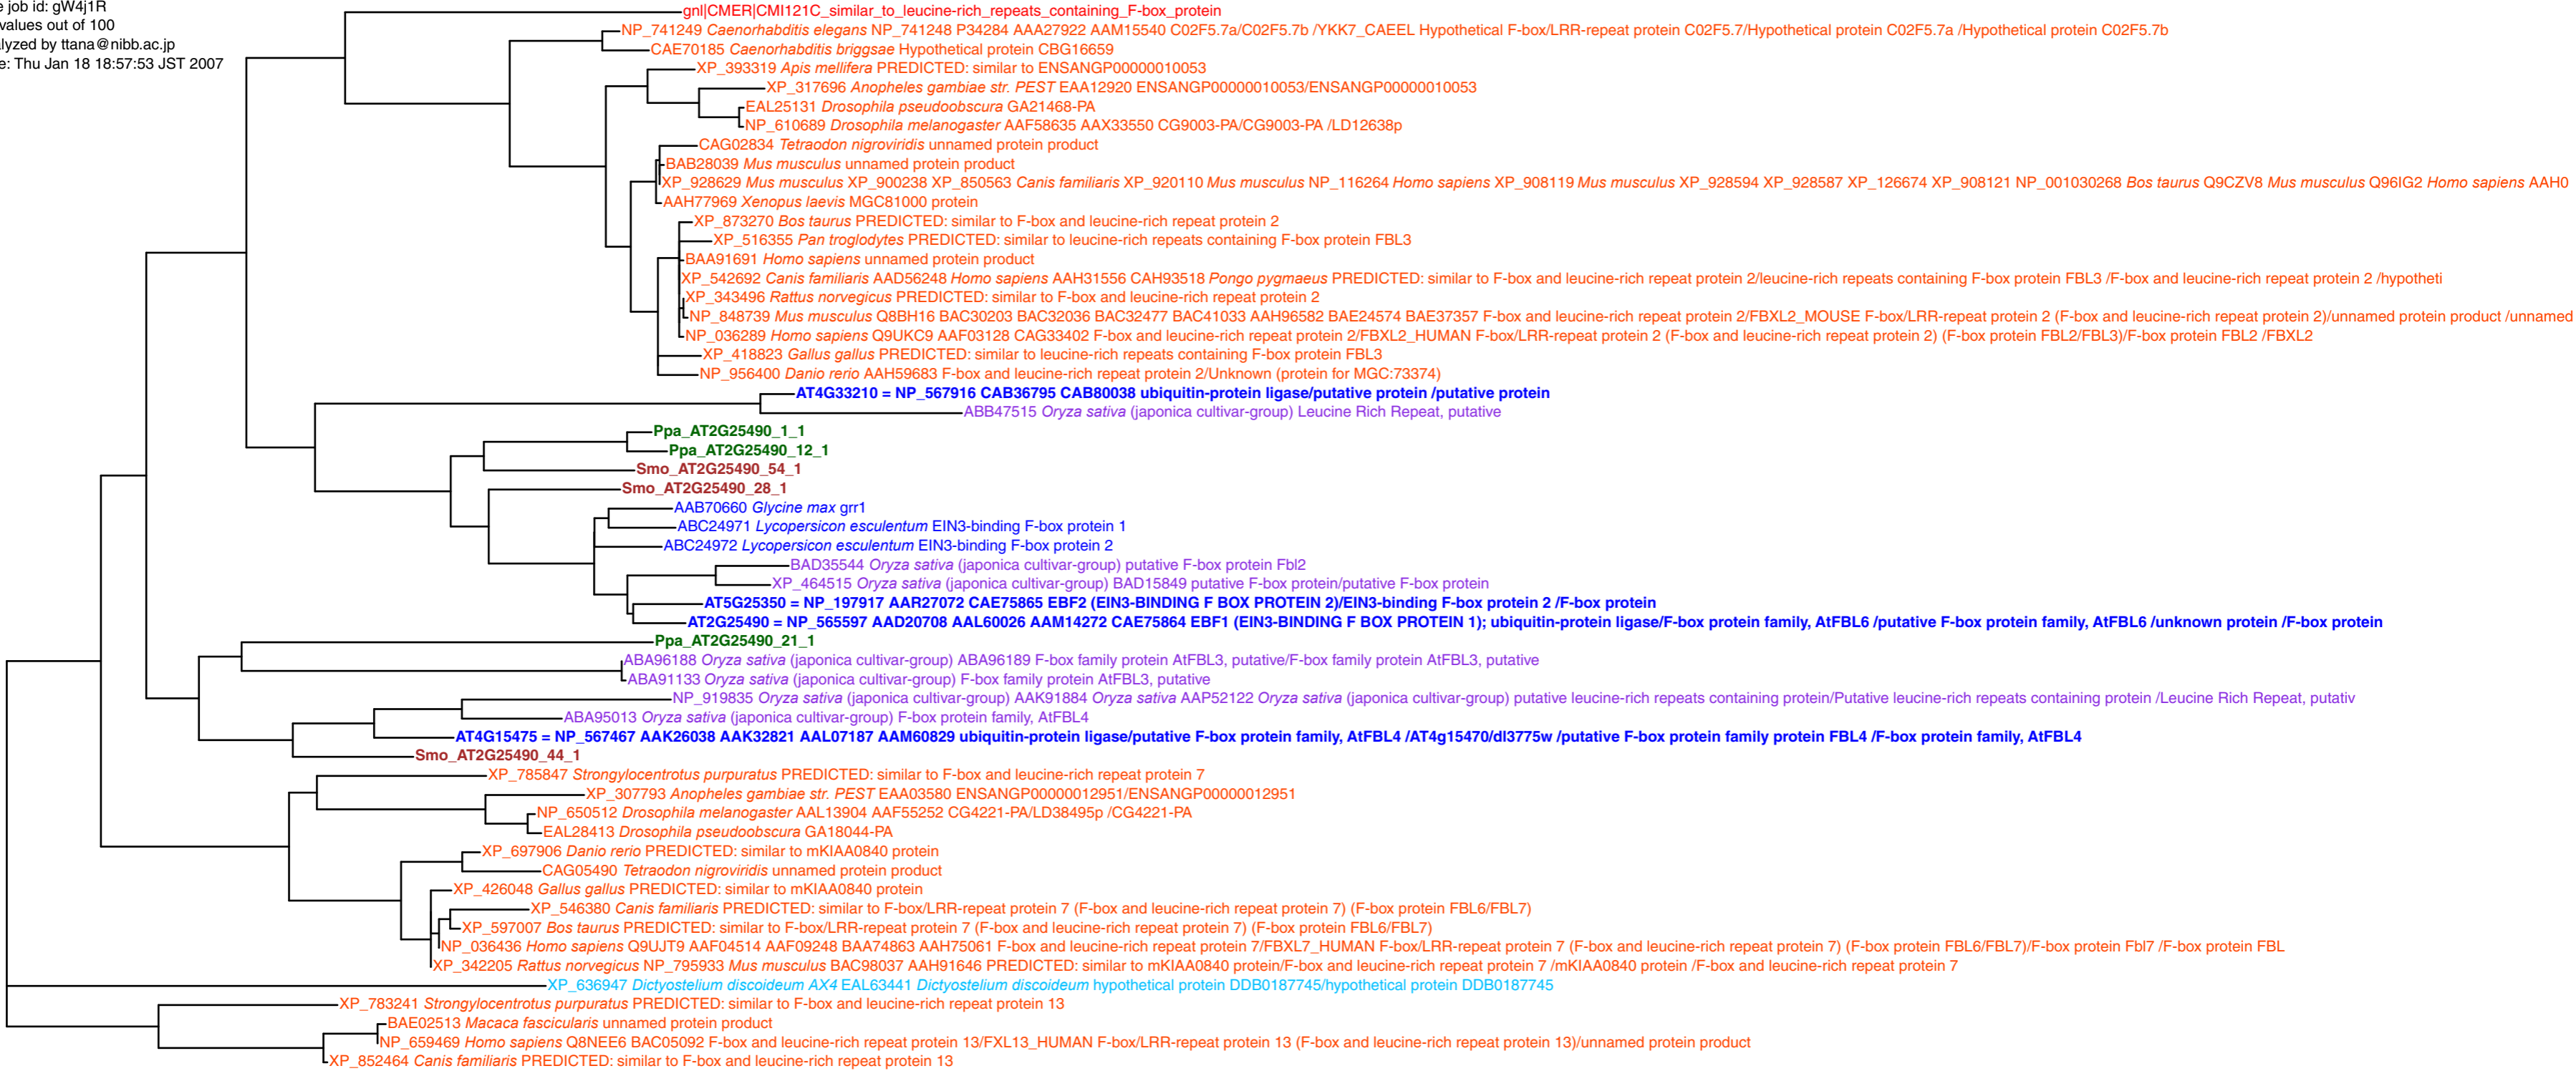 e job id: gW4j1R
values out of 100
lyzed by ttana@nibb.ac.jp
e: Thu Jan 18 18:57:53 JST 2007
gnl|CMER|CMI121C_similar_to_leucine-rich_repeats_containing_F-box_protein
NP_741249 Caenorhabditis elegans NP_741248 P34284 AAA27922 AAM15540 C02F5.7a/C02F5.7b /YKK7_CAEEL Hypothetical F-box/LRR-repeat protein C02F5.7/Hypothetical protein C02F5.7a /Hypothetical protein C02F5.7b
CAE70185 Caenorhabditis briggsae Hypothetical protein CBG16659
XP_393319 Apis mellifera PREDICTED: similar to ENSANGP00000010053
XP_317696 Anopheles gambiae str. PEST EAA12920 ENSANGP00000010053/ENSANGP00000010053
EAL25131 Drosophila pseudoobscura GA21468-PA
NP_610689 Drosophila melanogaster AAF58635 AAX33550 CG9003-PA/CG9003-PA /LD12638p
CAG02834 Tetraodon nigroviridis unnamed protein product
BAB28039 Mus musculus unnamed protein product
XP_928629 Mus musculus XP_900238 XP_850563 Canis familiaris XP_920110 Mus musculus NP_116264 Homo sapiens XP_908119 Mus musculus XP_928594 XP_928587 XP_126674 XP_908121 NP_001030268 Bos taurus Q9CZV8 Mus musculus Q96IG2 Homo sapiens AAH0
AAH77969 Xenopus laevis MGC81000 protein
XP_873270 Bos taurus PREDICTED: similar to F-box and leucine-rich repeat protein 2
XP_516355 Pan troglodytes PREDICTED: similar to leucine-rich repeats containing F-box protein FBL3
BAA91691 Homo sapiens unnamed protein product
XP_542692 Canis familiaris AAD56248 Homo sapiens AAH31556 CAH93518 Pongo pygmaeus PREDICTED: similar to F-box and leucine-rich repeat protein 2/leucine-rich repeats containing F-box protein FBL3 /F-box and leucine-rich repeat protein 2 /hypotheti
XP_343496 Rattus norvegicus PREDICTED: similar to F-box and leucine-rich repeat protein 2
NP_848739 Mus musculus Q8BH16 BAC30203 BAC32036 BAC32477 BAC41033 AAH96582 BAE24574 BAE37357 F-box and leucine-rich repeat protein 2/FBXL2_MOUSE F-box/LRR-repeat protein 2 (F-box and leucine-rich repeat protein 2)/unnamed protein product /unnamed
NP_036289 Homo sapiens Q9UKC9 AAF03128 CAG33402 F-box and leucine-rich repeat protein 2/FBXL2_HUMAN F-box/LRR-repeat protein 2 (F-box and leucine-rich repeat protein 2) (F-box protein FBL2/FBL3)/F-box protein FBL2 /FBXL2
XP_418823 Gallus gallus PREDICTED: similar to leucine-rich repeats containing F-box protein FBL3
NP_956400 Danio rerio AAH59683 F-box and leucine-rich repeat protein 2/Unknown (protein for MGC:73374)
AT4G33210 = NP_567916 CAB36795 CAB80038 ubiquitin-protein ligase/putative protein /putative protein
ABB47515 Oryza sativa (japonica cultivar-group) Leucine Rich Repeat, putative
Ppa_AT2G25490_1_1
Ppa_AT2G25490_12_1
Smo_AT2G25490_54_1
Smo_AT2G25490_28_1
AAB70660 Glycine max grr1
ABC24971 Lycopersicon esculentum EIN3-binding F-box protein 1
ABC24972 Lycopersicon esculentum EIN3-binding F-box protein 2
BAD35544 Oryza sativa (japonica cultivar-group) putative F-box protein Fbl2
XP_464515 Oryza sativa (japonica cultivar-group) BAD15849 putative F-box protein/putative F-box protein
AT5G25350 = NP_197917 AAR27072 CAE75865 EBF2 (EIN3-BINDING F BOX PROTEIN 2)/EIN3-binding F-box protein 2 /F-box protein
AT2G25490 = NP_565597 AAD20708 AAL60026 AAM14272 CAE75864 EBF1 (EIN3-BINDING F BOX PROTEIN 1); ubiquitin-protein ligase/F-box protein family, AtFBL6 /putative F-box protein family, AtFBL6 /unknown protein /F-box protein
Ppa_AT2G25490_21_1
ABA96188 Oryza sativa (japonica cultivar-group) ABA96189 F-box family protein AtFBL3, putative/F-box family protein AtFBL3, putative
ABA91133 Oryza sativa (japonica cultivar-group) F-box family protein AtFBL3, putative
NP_919835 Oryza sativa (japonica cultivar-group) AAK91884 Oryza sativa AAP52122 Oryza sativa (japonica cultivar-group) putative leucine-rich repeats containing protein/Putative leucine-rich repeats containing protein /Leucine Rich Repeat, putativ
ABA95013 Oryza sativa (japonica cultivar-group) F-box protein family, AtFBL4
AT4G15475 = NP_567467 AAK26038 AAK32821 AAL07187 AAM60829 ubiquitin-protein ligase/putative F-box protein family, AtFBL4 /AT4g15470/dl3775w /putative F-box protein family protein FBL4 /F-box protein family, AtFBL4
Smo_AT2G25490_44_1
XP_785847 Strongylocentrotus purpuratus PREDICTED: similar to F-box and leucine-rich repeat protein 7
XP_307793 Anopheles gambiae str. PEST EAA03580 ENSANGP00000012951/ENSANGP00000012951
NP_650512 Drosophila melanogaster AAL13904 AAF55252 CG4221-PA/LD38495p /CG4221-PA
EAL28413 Drosophila pseudoobscura GA18044-PA
XP_697906 Danio rerio PREDICTED: similar to mKIAA0840 protein
CAG05490 Tetraodon nigroviridis unnamed protein product
XP_426048 Gallus gallus PREDICTED: similar to mKIAA0840 protein
XP_546380 Canis familiaris PREDICTED: similar to F-box/LRR-repeat protein 7 (F-box and leucine-rich repeat protein 7) (F-box protein FBL6/FBL7)
XP_597007 Bos taurus PREDICTED: similar to F-box/LRR-repeat protein 7 (F-box and leucine-rich repeat protein 7) (F-box protein FBL6/FBL7)
NP_036436 Homo sapiens Q9UJT9 AAF04514 AAF09248 BAA74863 AAH75061 F-box and leucine-rich repeat protein 7/FBXL7_HUMAN F-box/LRR-repeat protein 7 (F-box and leucine-rich repeat protein 7) (F-box protein FBL6/FBL7)/F-box protein Fbl7 /F-box protein FBL
XP_342205 Rattus norvegicus NP_795933 Mus musculus BAC98037 AAH91646 PREDICTED: similar to mKIAA0840 protein/F-box and leucine-rich repeat protein 7 /mKIAA0840 protein /F-box and leucine-rich repeat protein 7
XP_636947 Dictyostelium discoideum AX4 EAL63441 Dictyostelium discoideum hypothetical protein DDB0187745/hypothetical protein DDB0187745
XP_783241 Strongylocentrotus purpuratus PREDICTED: similar to F-box and leucine-rich repeat protein 13
BAE02513 Macaca fascicularis unnamed protein product
NP_659469 Homo sapiens Q8NEE6 BAC05092 F-box and leucine-rich repeat protein 13/FXL13_HUMAN F-box/LRR-repeat protein 13 (F-box and leucine-rich repeat protein 13)/unnamed protein product
XP_852464 Canis familiaris PREDICTED: similar to F-box and leucine-rich repeat protein 13